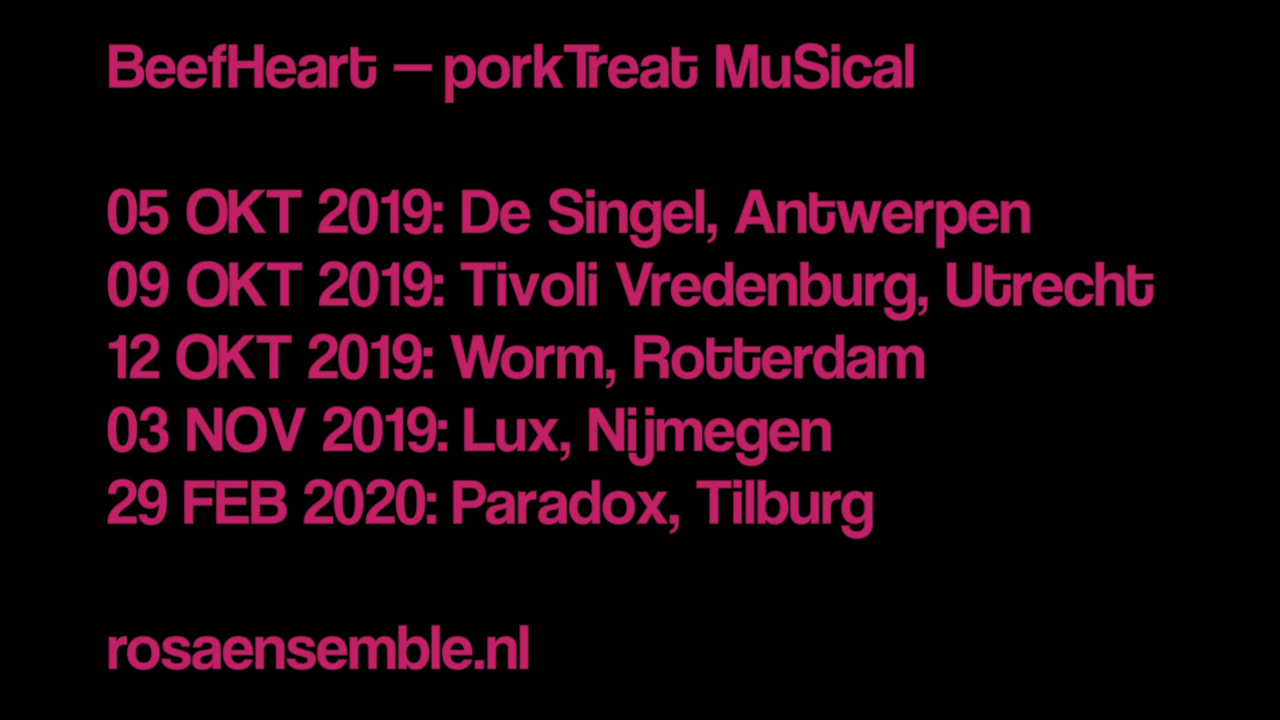 BeefHeart – porkTreat MuSical
05 OKT 2019: De Singel, Antwerpen
09 OKT 2019: Tivoli Vredenburg, Utrecht
12 OKT 2019: Worm, Rotterdam
03 NOV 2019: Lux, Nijmegen
29 FEB 2020: Paradox, Tilburg
rosaensemble.nl